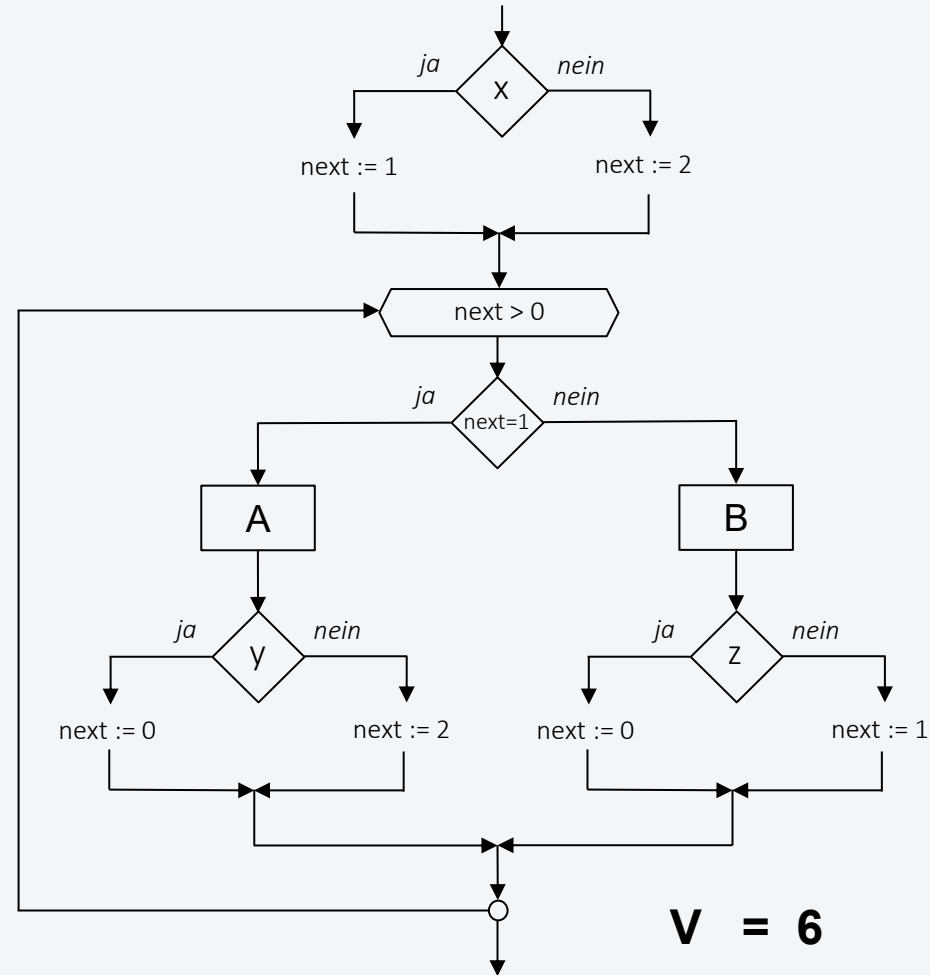 ja nein
x
next := 1 next := 2
next > 0
ja nein
next=1
A B
ja nein ja nein
y z
next := 0 next := 2 next := 0 next := 1
V = 6